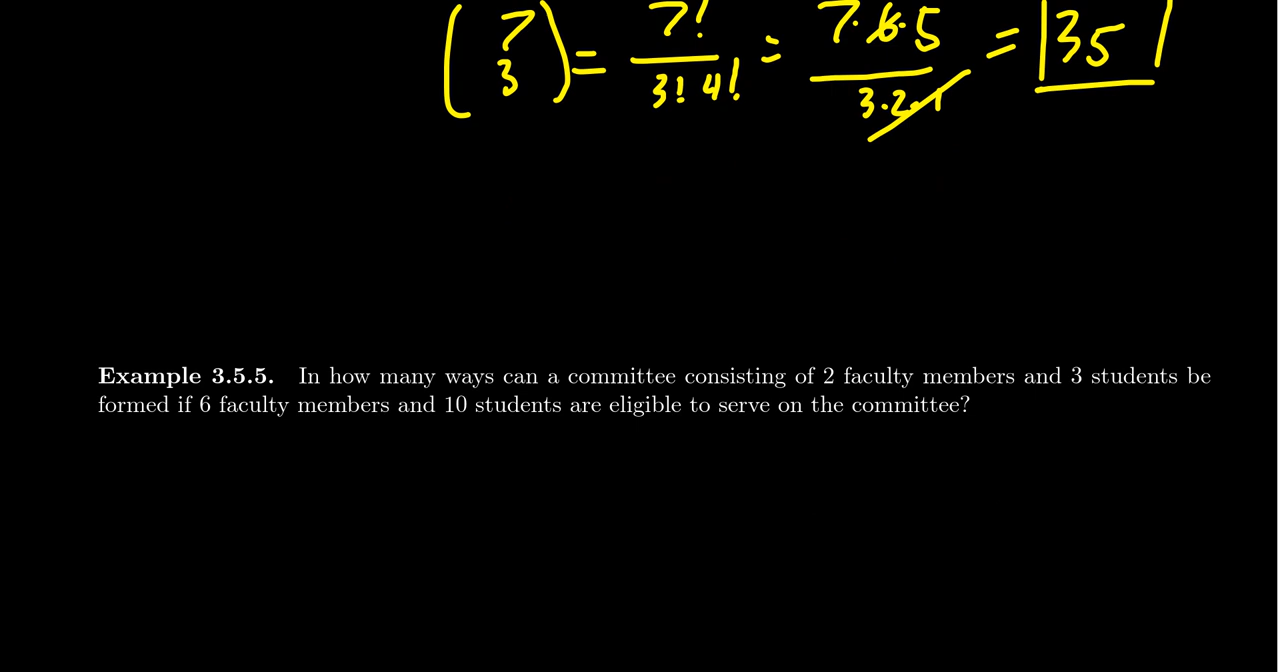 (7 3) = 7! / 3! 4! = 7·6·5 / 3·2·1 = 35
Example 3.5.5. In how many ways can a committee consisting of 2 faculty members and 3 students be
formed if 6 faculty members and 10 students are eligible to serve on the committee?